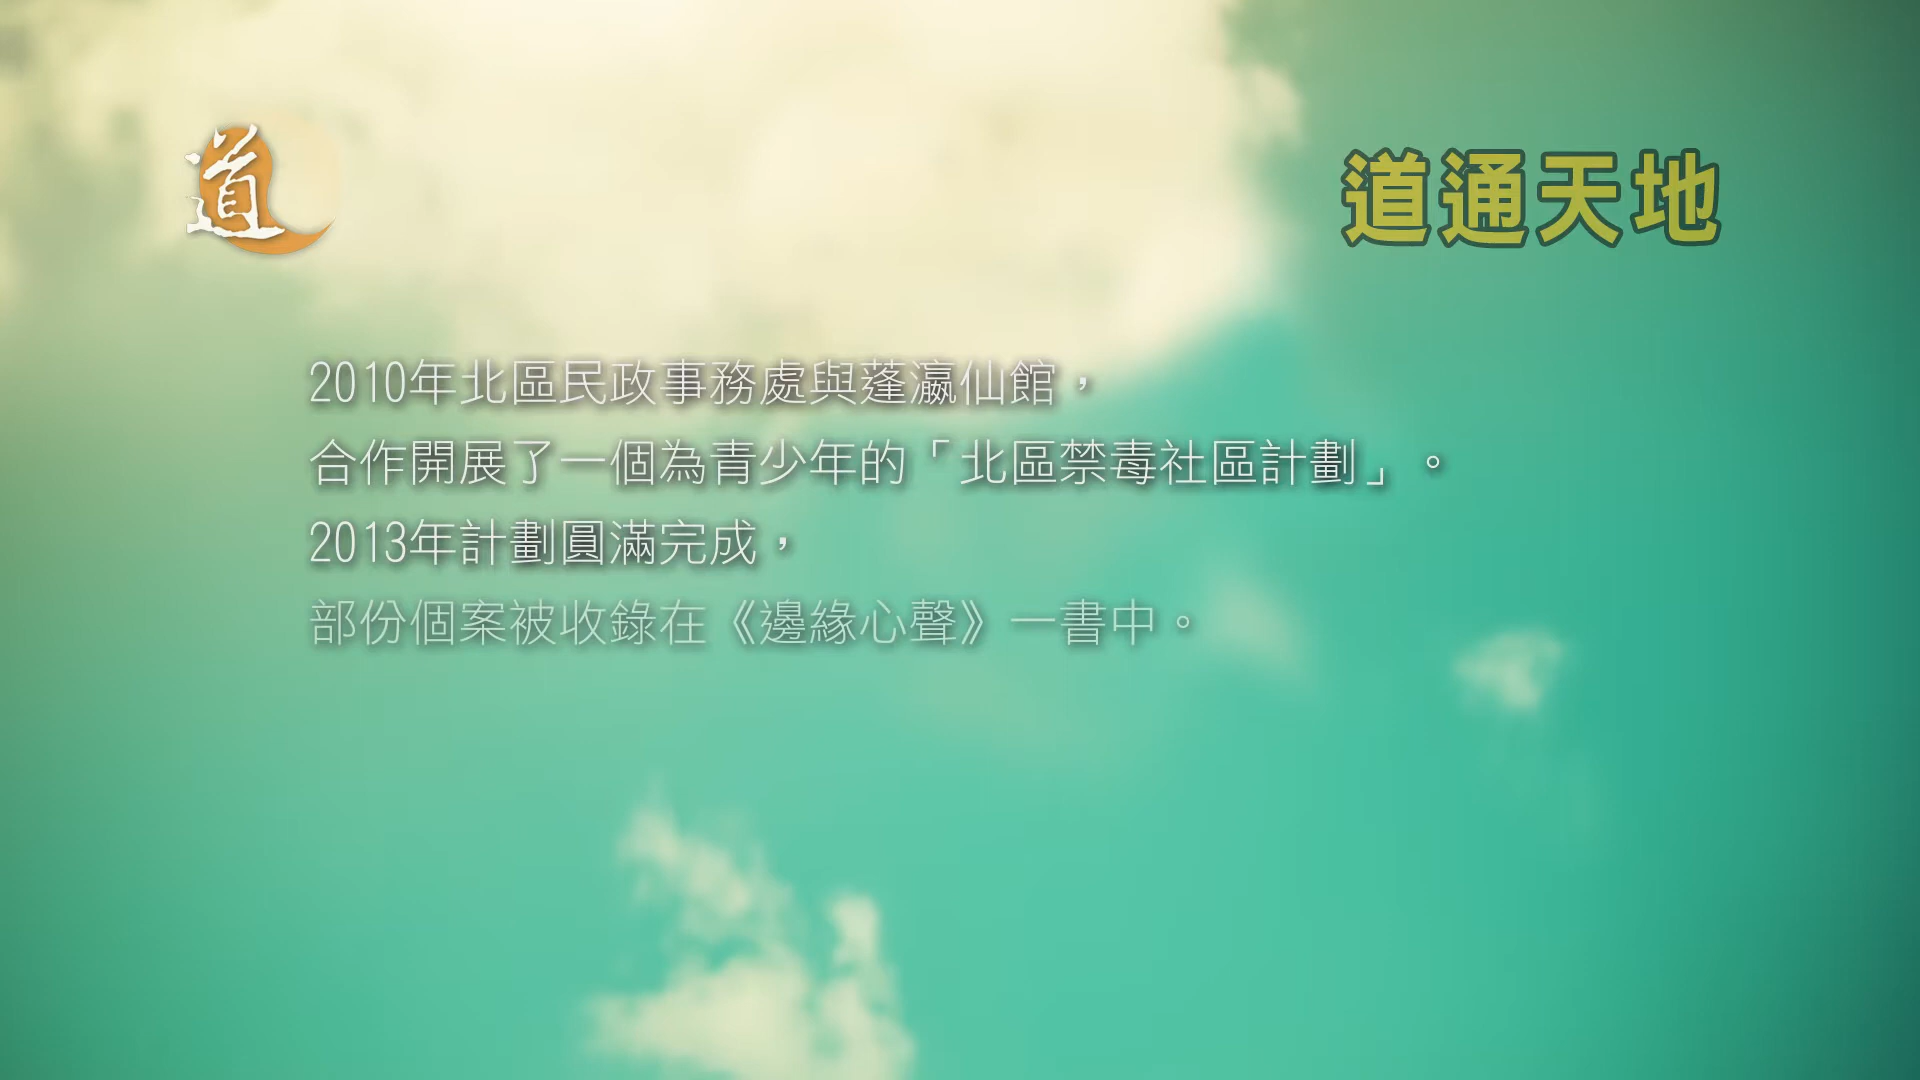 道
道通天地
2010年北區民政事務處與蓬瀛仙館，
合作開展了一個為青少年的「北區禁毒社區計劃」。
2013年計劃圓滿完成，
部份個案被收錄在《邊緣心聲》一書中。